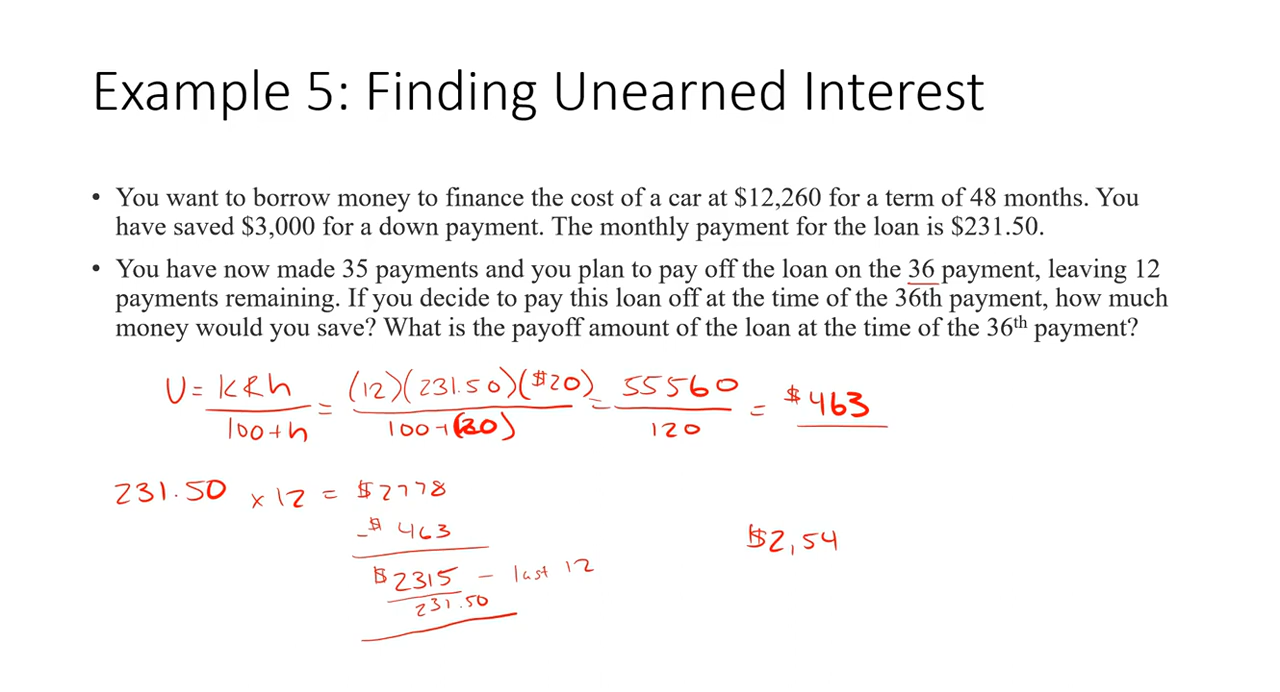 Example 5: Finding Unearned Interest
• You want to borrow money to finance the cost of a car at $12,260 for a term of 48 months. You
have saved $3,000 for a down payment. The monthly payment for the loan is $231.50.
• You have now made 35 payments and you plan to pay off the loan on the 36 payment, leaving 12
payments remaining. If you decide to pay this loan off at the time of the 36th payment, how much
money would you save? What is the payoff amount of the loan at the time of the 36th payment?
U = kRh / 100+h = (12)(231.50)($20) / 100+(20) = 55560 / 120 = $463
231.50 x 12 = $2778
-$ 463
$2,54
$2315 - last 12
231.50